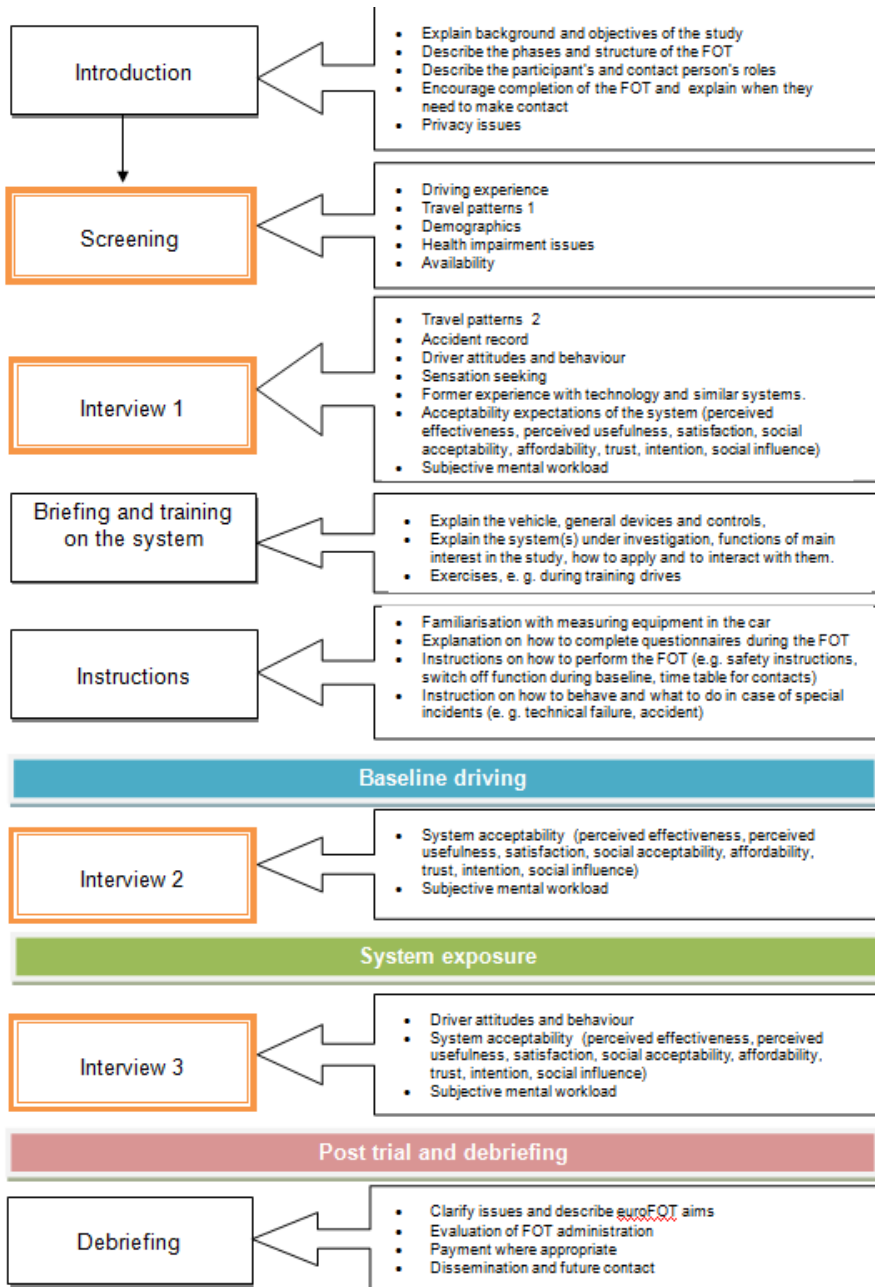 Introduction
• Explain background and objectives of the study
• Describe the phases and structure of the FOT
• Describe the participant's and contact person's roles
• Encourage completion of the FOT and explain when they
need to make contact
• Privacy issues
Screening
• Driving experience
• Travel patterns 1
• Demographics
• Health impairment issues
• Availability
Interview 1
• Travel patterns 2
• Accident record
• Driver attitudes and behaviour
• Sensation seeking
• Former experience with technology and similar systems.
• Acceptability expectations of the system (perceived
effectiveness, perceived usefulness, satisfaction, social
acceptability, affordability, trust, intention, social influence)
• Subjective mental workload
Briefing and training
on the system
• Explain the vehicle, general devices and controls,
• Explain the system(s) under investigation, functions of main
interest in the study, how to apply and to interact with them.
• Exercises, e. g. during training drives
Instructions
• Familiarisation with measuring equipment in the car
• Explanation on how to complete questionnaires during the FOT
• Instructions on how to perform the FOT (e.g. safety instructions,
switch off function during baseline, time table for contacts)
• Instruction on how to behave and what to do in case of special
incidents (e. g. technical failure, accident)
Baseline driving
Interview 2
• System acceptability (perceived effectiveness, perceived
usefulness, satisfaction, social acceptability, affordability,
trust, intention, social influence)
• Subjective mental workload
System exposure
Interview 3
• Driver attitudes and behaviour
• System acceptability (perceived effectiveness, perceived
usefulness, satisfaction, social acceptability, affordability,
trust, intention, social influence)
• Subjective mental workload
Post trial and debriefing
Debriefing
• Clarify issues and describe euroFOT aims
• Evaluation of FOT administration
• Payment where appropriate
• Dissemination and future contact